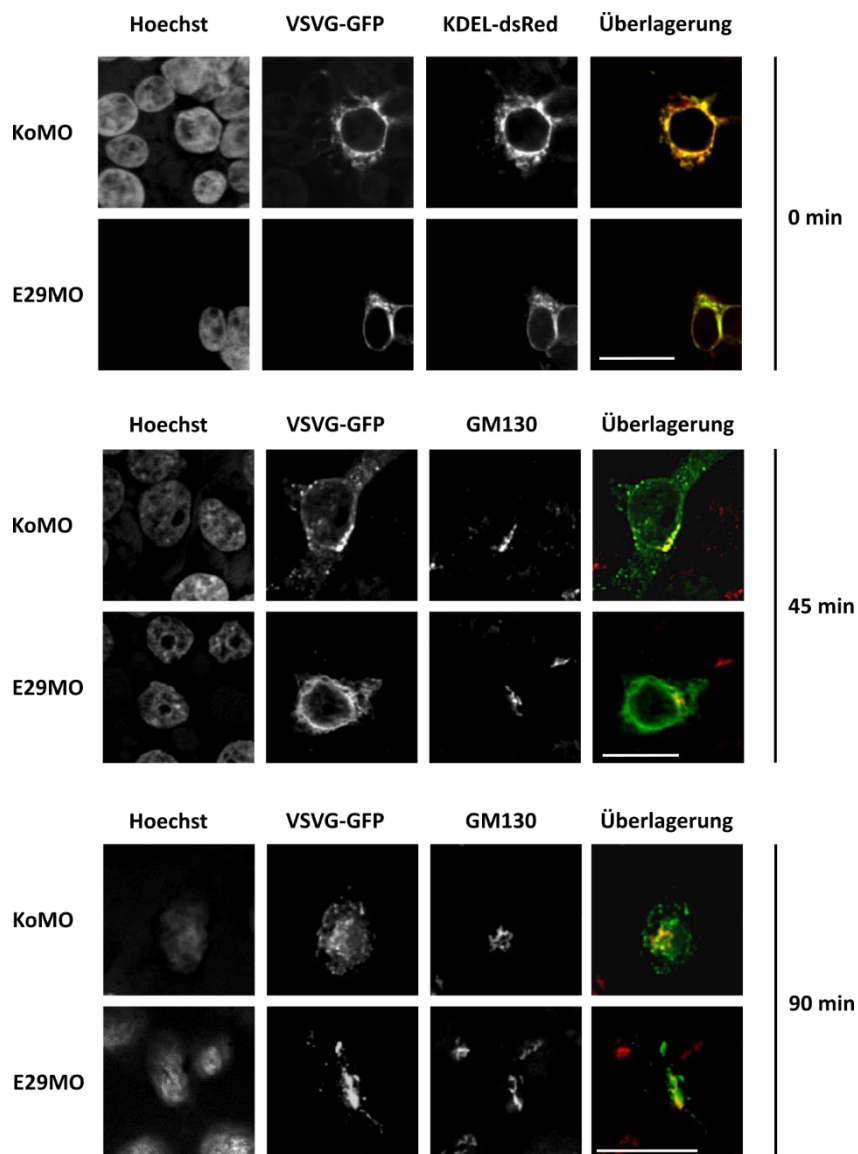 Hoechst VSVG-GFP KDEL-dsRed Überlagerung
KoMO
0 min
E29MO
Hoechst VSVG-GFP GM130 Überlagerung
KoMO
45 min
E29MO
Hoechst VSVG-GFP GM130 Überlagerung
KoMO
90 min
E29MO